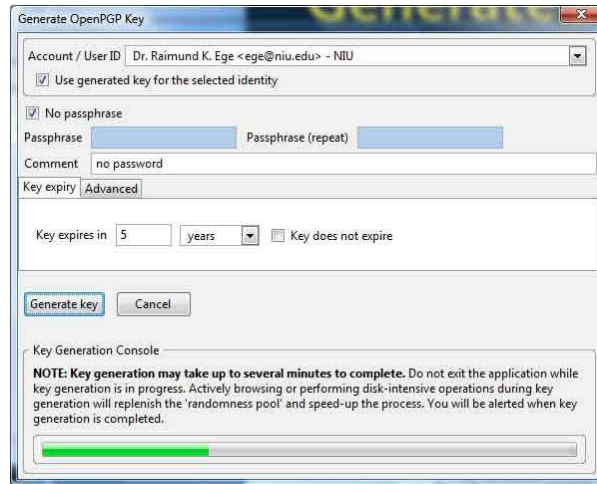 Generate
Generate OpenPGP Key
Account / User ID Dr. Raimund K. Ege <ege@niu.edu> - NIU
Use generated key for the selected identity
No passphrase
Passphrase Passphrase (repeat)
Comment no password
Key expiry Advanced
Key expires in 5 years Key does not expire
Generate key Cancel
Key Generation Console
NOTE: Key generation may take up to several minutes to complete. Do not exit the application while
key generation is in progress. Actively browsing or performing disk-intensive operations during key
generation will replenish the 'randomness pool' and speed-up the process. You will be alerted when key
generation is completed.